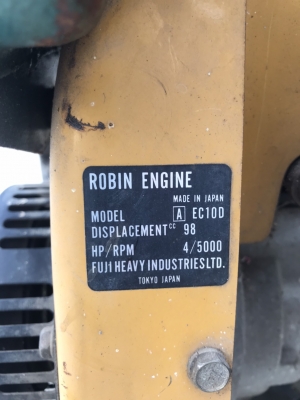 ROBIN ENGINE
MADE IN JAPAN
MODEL A EC10D
DISPLACEMENT CC 98
HP/RPM 4/5000
FUJI HEAVY INDUSTRIES LTD.
TOKYO JAPAN